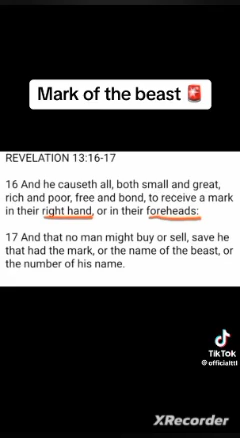 Mark of the beast 🚨
REVELATION 13:16-17
16 And he causeth all, both small and great,
rich and poor, free and bond, to receive a mark
in their right hand, or in their foreheads:
17 And that no man might buy or sell, save he
that had the mark, or the name of the beast, or
the number of his name.
TikTok
@officialttl
XRecorder